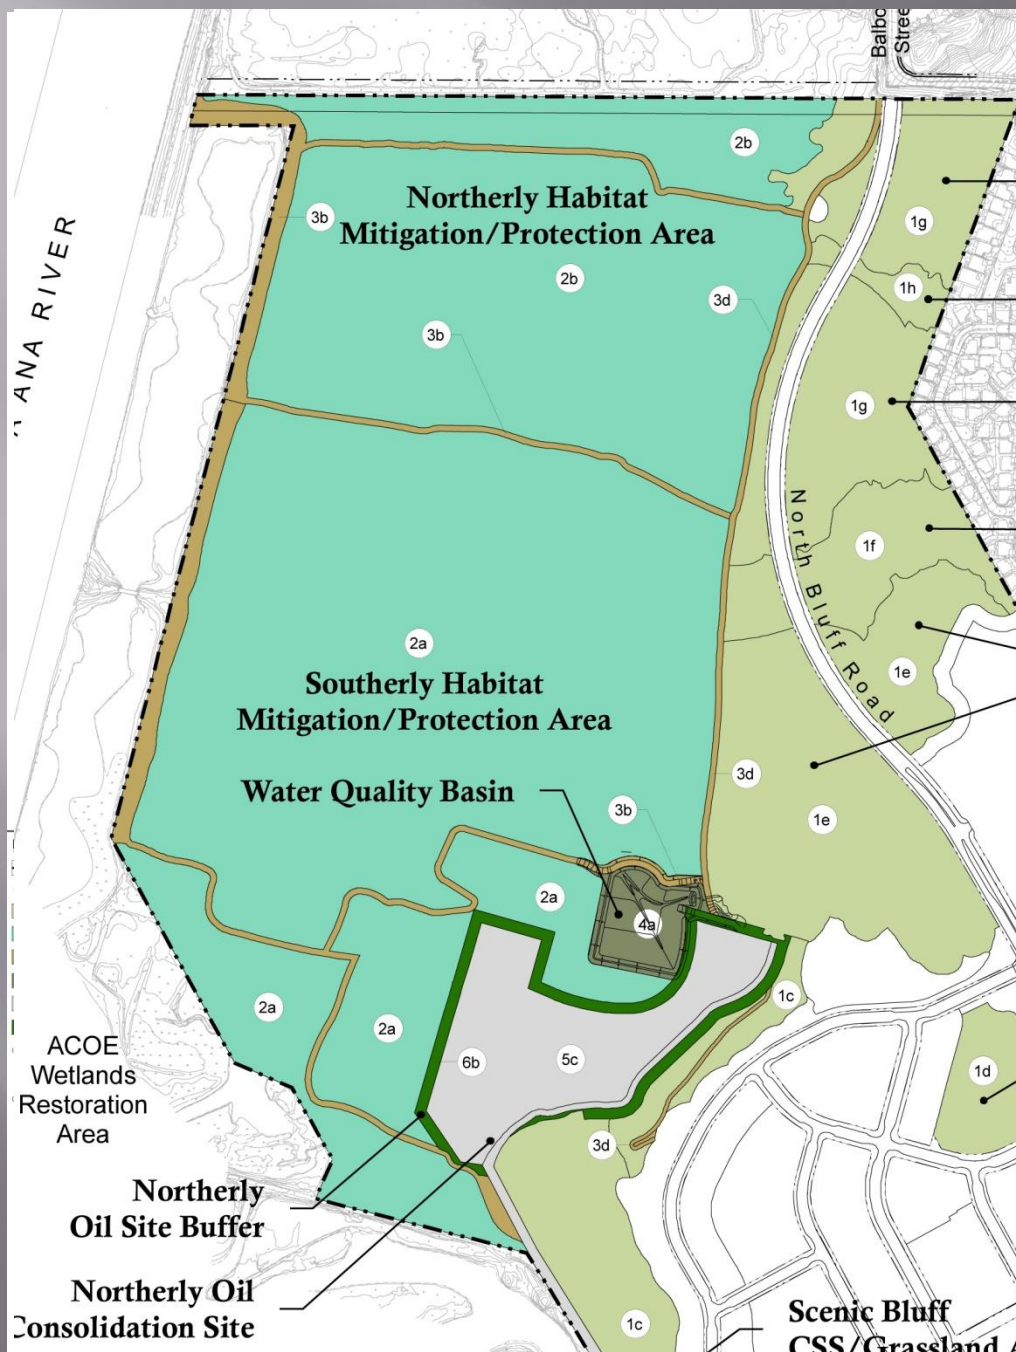 Balbo
Stree
2b
Northerly Habitat
Mitigation/Protection Area
3b
1g
2b
1h
3d
3b
1g
A ANA RIVER
North Bluff Road
1f
2a
1e
Southerly Habitat
Mitigation/Protection Area
3d
Water Quality Basin
3b
1e
2a
4a
1c
2a
2a
ACOE
Wetlands
Restoration
Area
6b
5c
1d
3d
Northerly
Oil Site Buffer
Northerly Oil
Consolidation Site
1c
Scenic Bluff
CSS/Grassland A